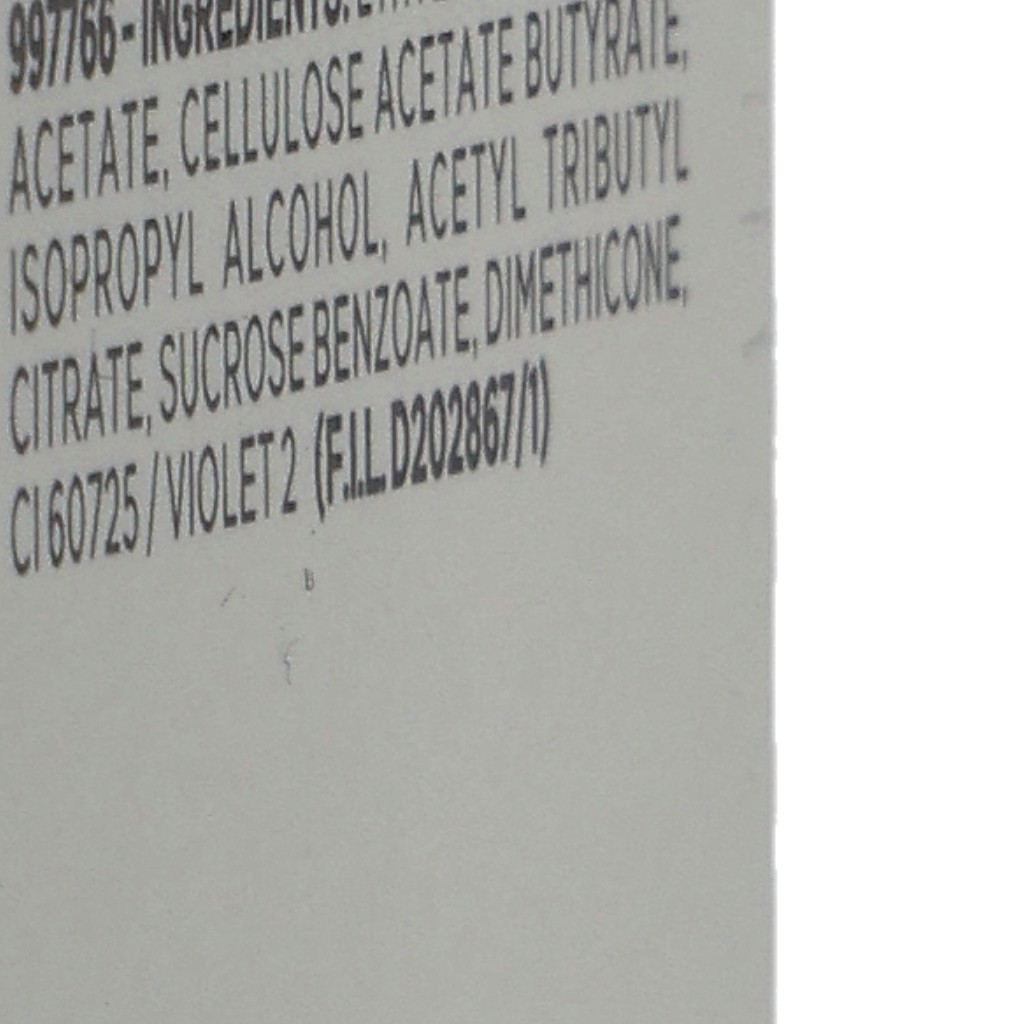 997766 - INGREDIENTS:
ACETATE, CELLULOSE ACETATE BUTYRATE,
ISOPROPYL ALCOHOL, ACETYL TRIBUTYL
CITRATE, SUCROSE BENZOATE, DIMETHICONE,
CI 60725 / VIOLET 2 (F.I.L. D202867/1)